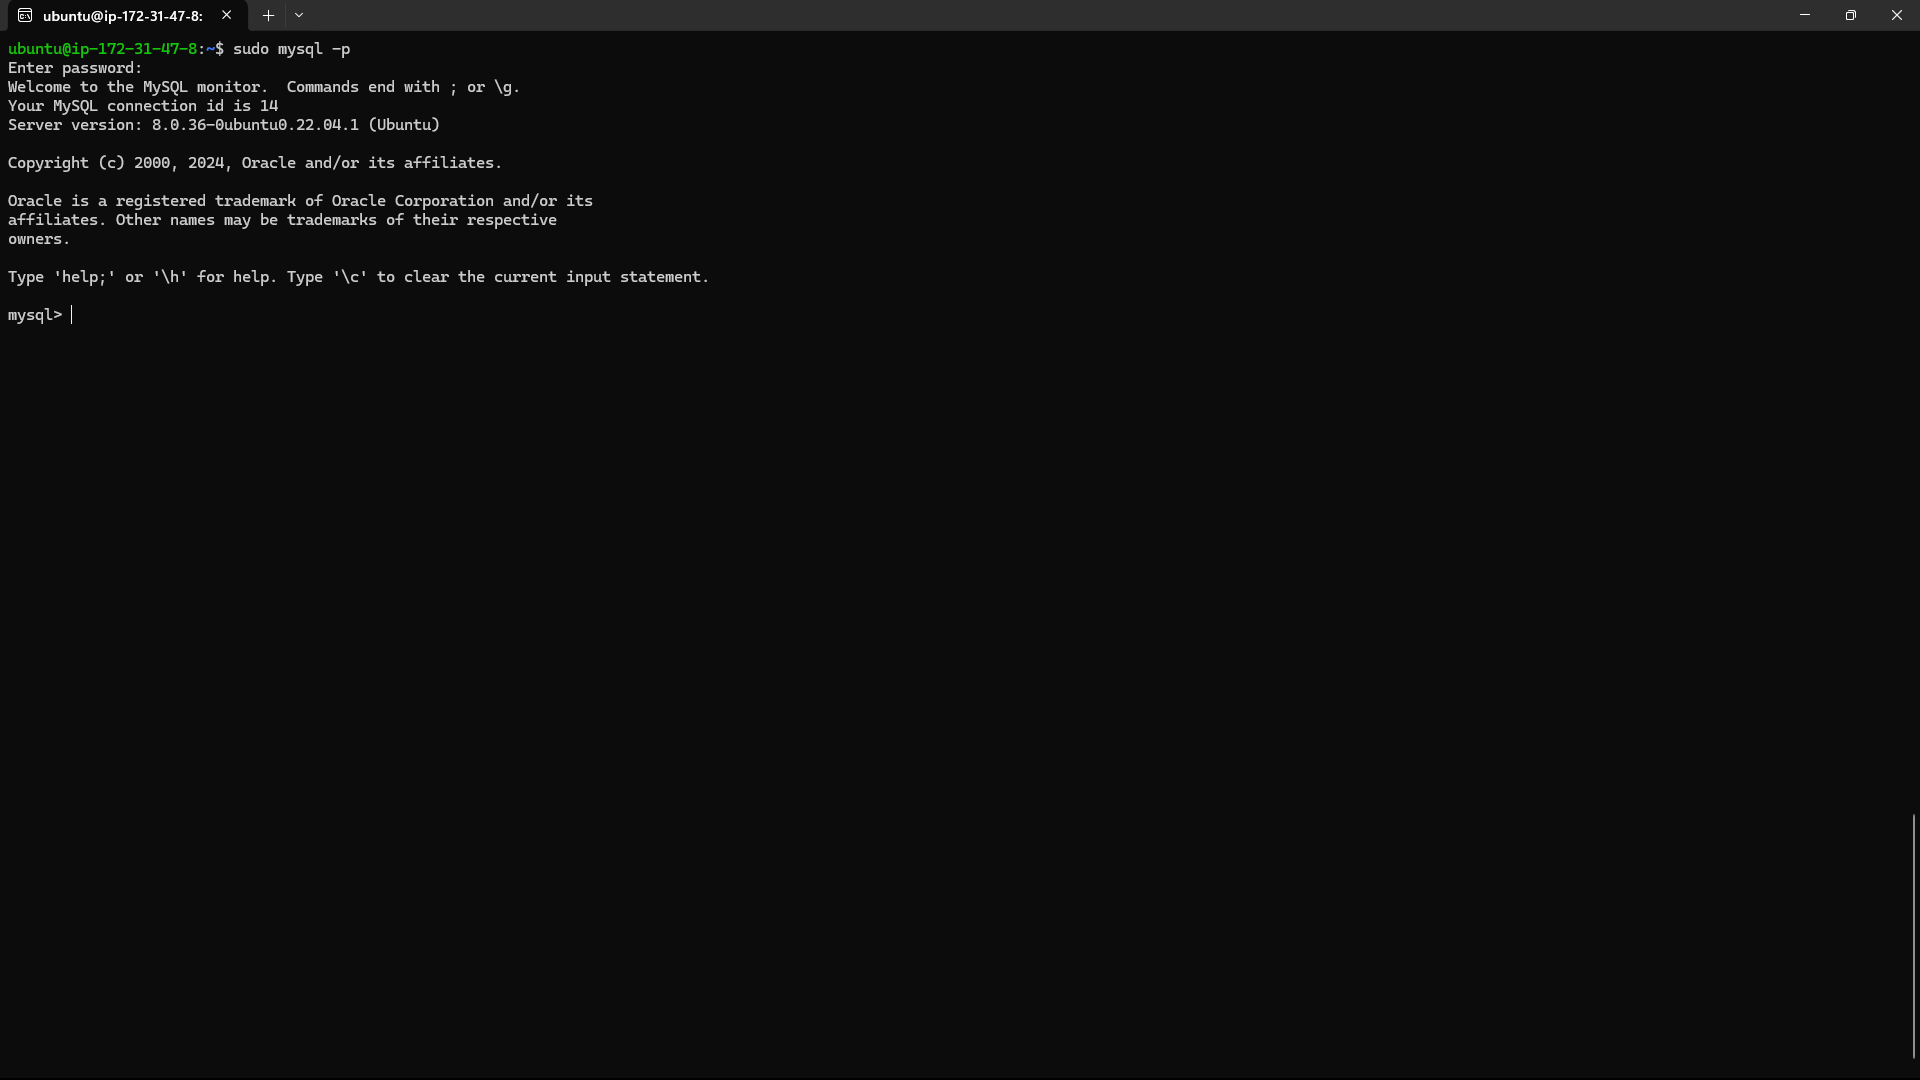 ubuntu@ip-172-31-47-8:
ubuntu@ip-172-31-47-8:~$ sudo mysql -p
Enter password:
Welcome to the MySQL monitor.  Commands end with ; or \g.
Your MySQL connection id is 14
Server version: 8.0.36-0ubuntu0.22.04.1 (Ubuntu)

Copyright (c) 2000, 2024, Oracle and/or its affiliates.

Oracle is a registered trademark of Oracle Corporation and/or its
affiliates. Other names may be trademarks of their respective
owners.

Type 'help;' or '\h' for help. Type '\c' to clear the current input statement.

mysql>